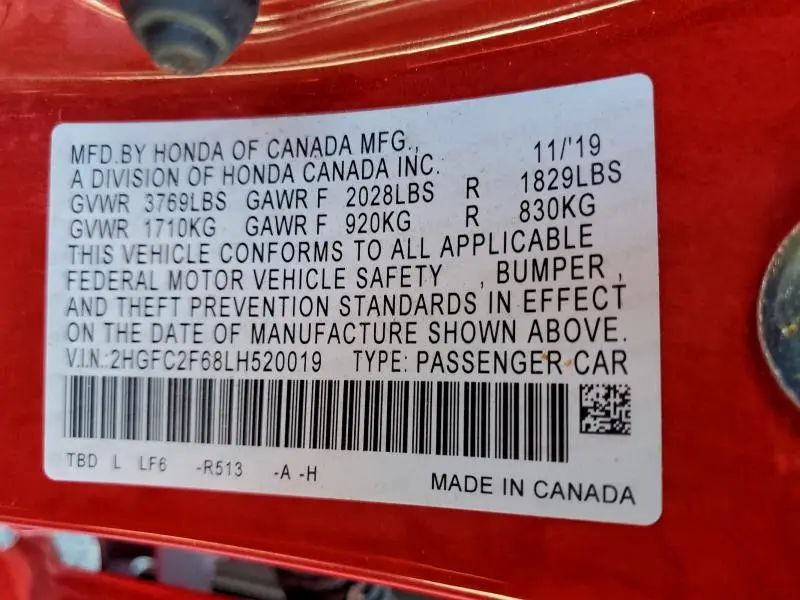 MFD.BY HONDA OF CANADA MFG., 11/'19
A DIVISION OF HONDA CANADA INC.
GVWR 3769LBS GAWR F 2028LBS R 1829LBS
GVWR 1710KG GAWR F 920KG R 830KG
THIS VEHICLE CONFORMS TO ALL APPLICABLE
FEDERAL MOTOR VEHICLE SAFETY , BUMPER ,
AND THEFT PREVENTION STANDARDS IN EFFECT
ON THE DATE OF MANUFACTURE SHOWN ABOVE.
V.I.N.:2HGFC2F68LH520019 TYPE: PASSENGER CAR
TBD L LF6 -R513 -A -H
MADE IN CANADA